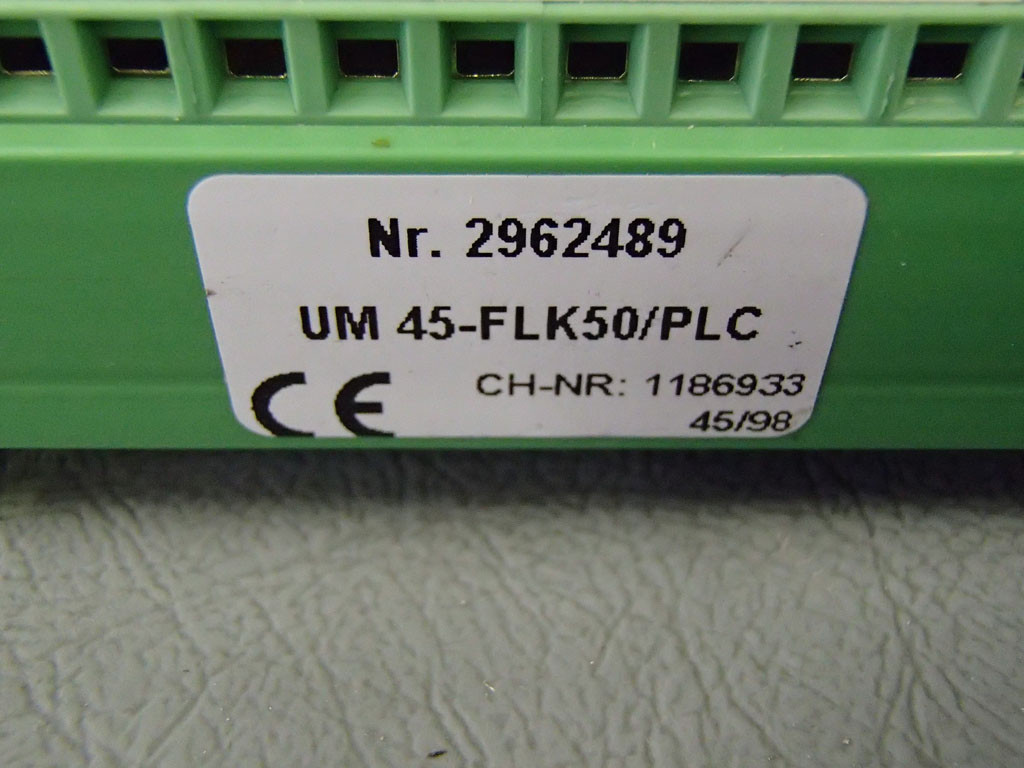 Nr. 2962489
UM 45-FLK50/PLC
CE CH-NR: 1186933
45/98